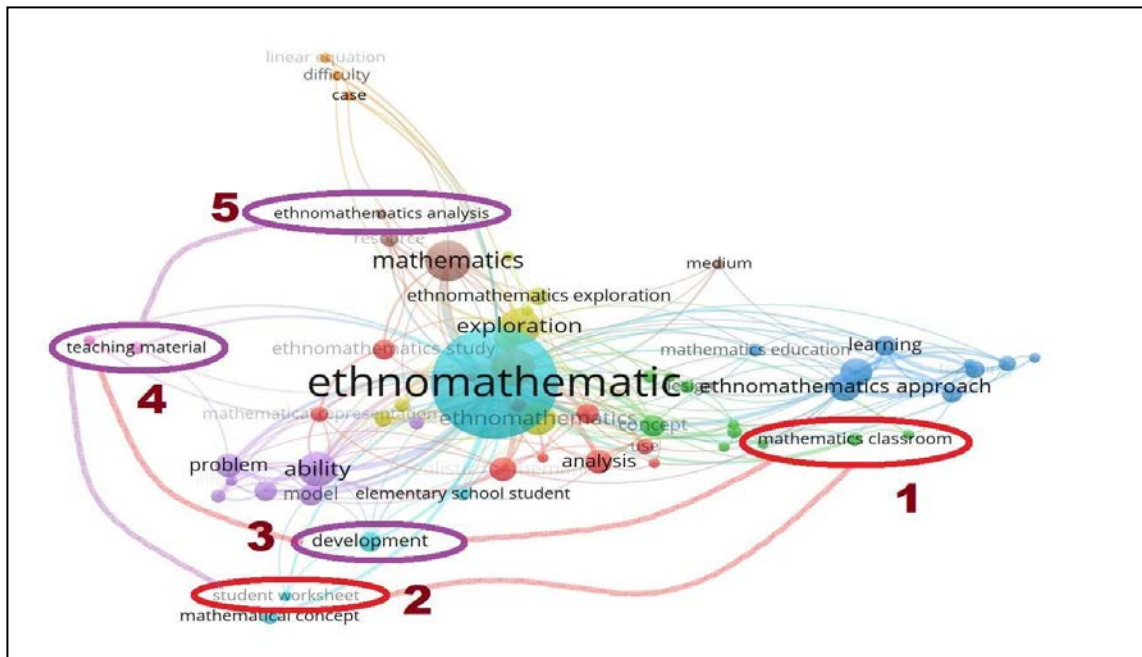 linear equation
difficulty
case
5
ethnomathematics analysis
resource
mathematics
medium
ethnomathematics exploration
exploration
teaching material
ethnomathematics study
mathematics education
learning
4
ethnomathematic
design
ethnomathematics approach
mathematical representation
ethnomathematics
concept
mathematics classroom
use
problem
ability
analysis
model
elementary school student
1
3
development
student worksheet
2
mathematical concept